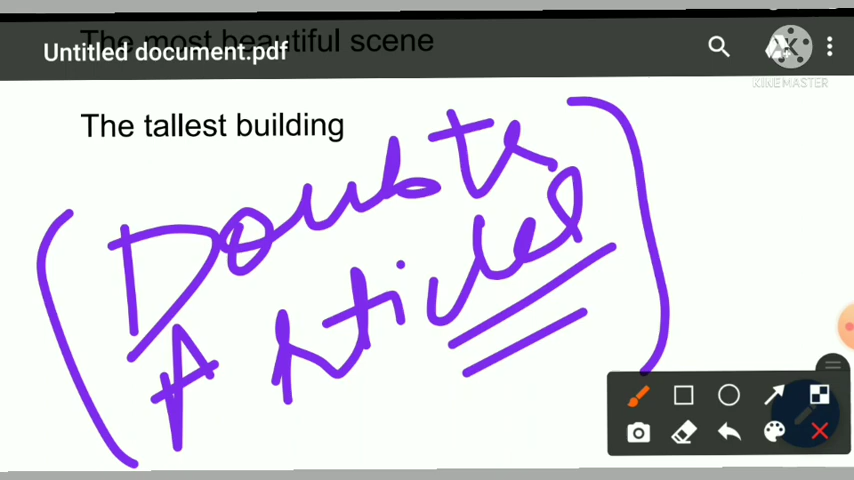 The most beautiful scene
Untitled document.pdf
KINEMASTER
The tallest building
Doubts
Articles